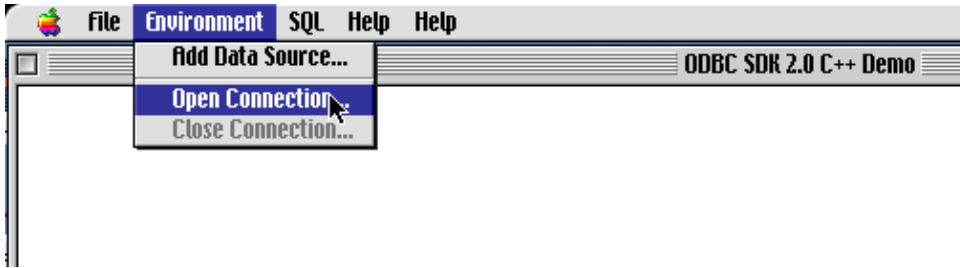 File Environment SQL Help Help
Add Data Source...
ODBC SDK 2.0 C++ Demo
Open Connection...
Close Connection...